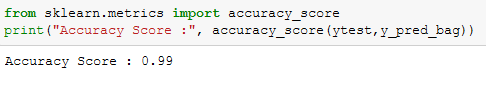 from sklearn.metrics import accuracy_score
print("Accuracy Score :", accuracy_score(ytest,y_pred_bag))
Accuracy Score : 0.99